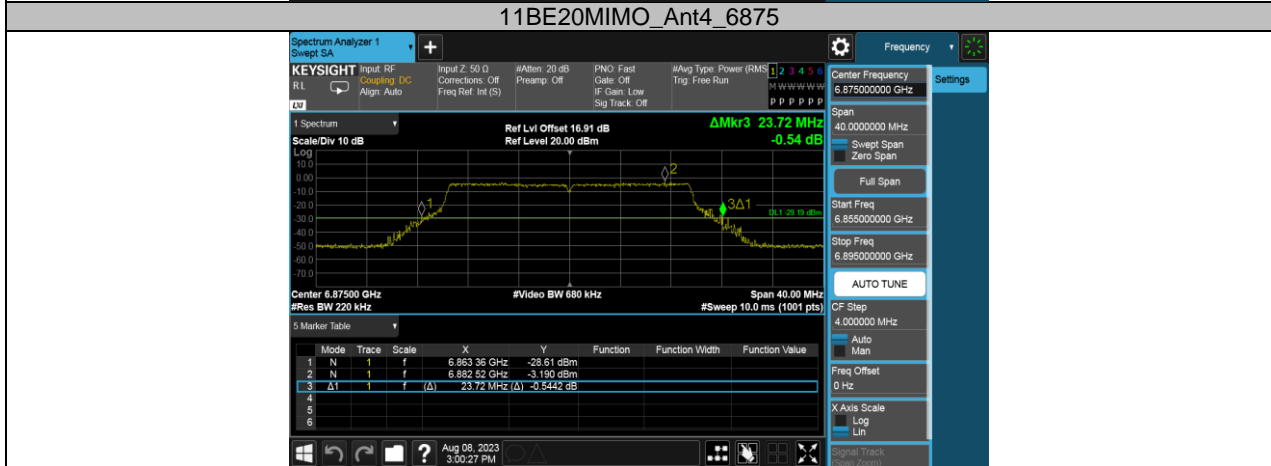 11BE20MIMO_Ant4_6875
Spectrum Analyzer 1
Swept SA
+
Frequency
KEYSIGHT Input: RF Input Z: 50 Ω #Atten: 20 dB PNO: Fast #Avg Type: Power (RMS 1 2 3 4 5 6
RL Coupling: DC Corrections: Off Preamp: Off Gate: Off Trig: Free Run M W W W W W
Align: Auto Freq Ref: Int (S) IF Gain: Low P P P P P P
LXI Sig Track: Off
1 Spectrum
Ref Lvl Offset 16.91 dB ΔMkr3 23.72 MHz
Scale/Div 10 dB Ref Level 20.00 dBm -0.54 dB
Log
10.0
0.00
-10.0
-20.0
-30.0
-40.0
-50.0
-60.0
-70.0
2
1
3Δ1
DL1 -29.19 dBm
Center 6.87500 GHz #Video BW 680 kHz Span 40.00 MHz
#Res BW 220 kHz #Sweep 10.0 ms (1001 pts)
5 Marker Table
Mode Trace Scale X Y Function Function Width Function Value
1 N 1 f 6.863 36 GHz -28.61 dBm
2 N 1 f 6.882 52 GHz -3.190 dBm
3 Δ1 1 f (Δ) 23.72 MHz (Δ) -0.5442 dB
4
5
6
Aug 08, 2023
3:00:27 PM
?
Center Frequency
6.875000000 GHz
Settings
Span
40.0000000 MHz
Swept Span
Zero Span
Full Span
Start Freq
6.855000000 GHz
Stop Freq
6.895000000 GHz
AUTO TUNE
CF Step
4.000000 MHz
Auto
Man
Freq Offset
0 Hz
X Axis Scale
Log
Lin
Signal Track
(Span Zoom)